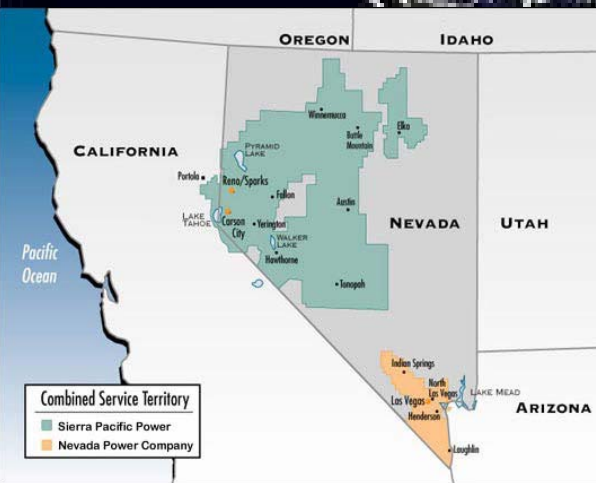 OREGON
IDAHO
Winnemucca
Battle
Mountain
Elko
CALIFORNIA
PYRAMID
LAKE
Portola
Reno/Sparks
Fallon
Austin
LAKE
TAHOE
Carson
City
Yerington
NEVADA
UTAH
WALKER
LAKE
Hawthorne
Pacific
Ocean
Tonopah
Indian Springs
North
Las Vegas
Las Vegas
LAKE MEAD
Henderson
ARIZONA
Laughlin
Combined Service Territory
Sierra Pacific Power
Nevada Power Company